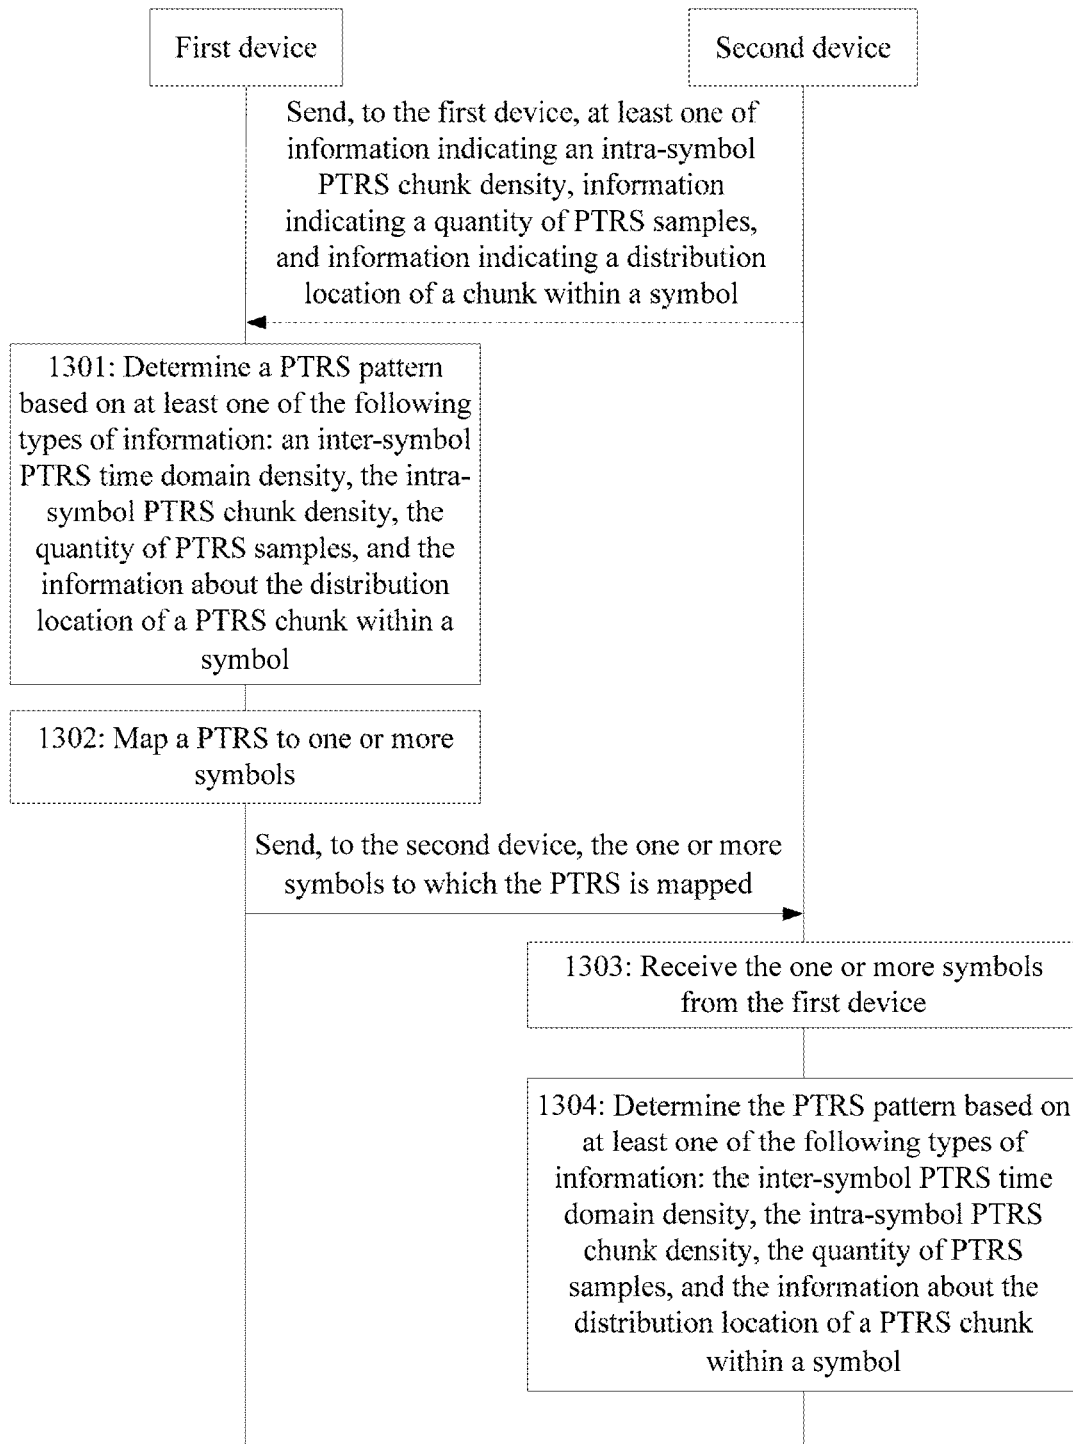 First device
Second device
Send, to the first device, at least one of
information indicating an intra-symbol
PTRS chunk density, information
indicating a quantity of PTRS samples,
and information indicating a distribution
location of a chunk within a symbol
1301: Determine a PTRS pattern
based on at least one of the following
types of information: an inter-symbol
PTRS time domain density, the intra-
symbol PTRS chunk density, the
quantity of PTRS samples, and the
information about the distribution
location of a PTRS chunk within a
symbol
1302: Map a PTRS to one or more
symbols
Send, to the second device, the one or more
symbols to which the PTRS is mapped
1303: Receive the one or more symbols
from the first device
1304: Determine the PTRS pattern based on
at least one of the following types of
information: the inter-symbol PTRS time
domain density, the intra-symbol PTRS
chunk density, the quantity of PTRS
samples, and the information about the
distribution location of a PTRS chunk
within a symbol